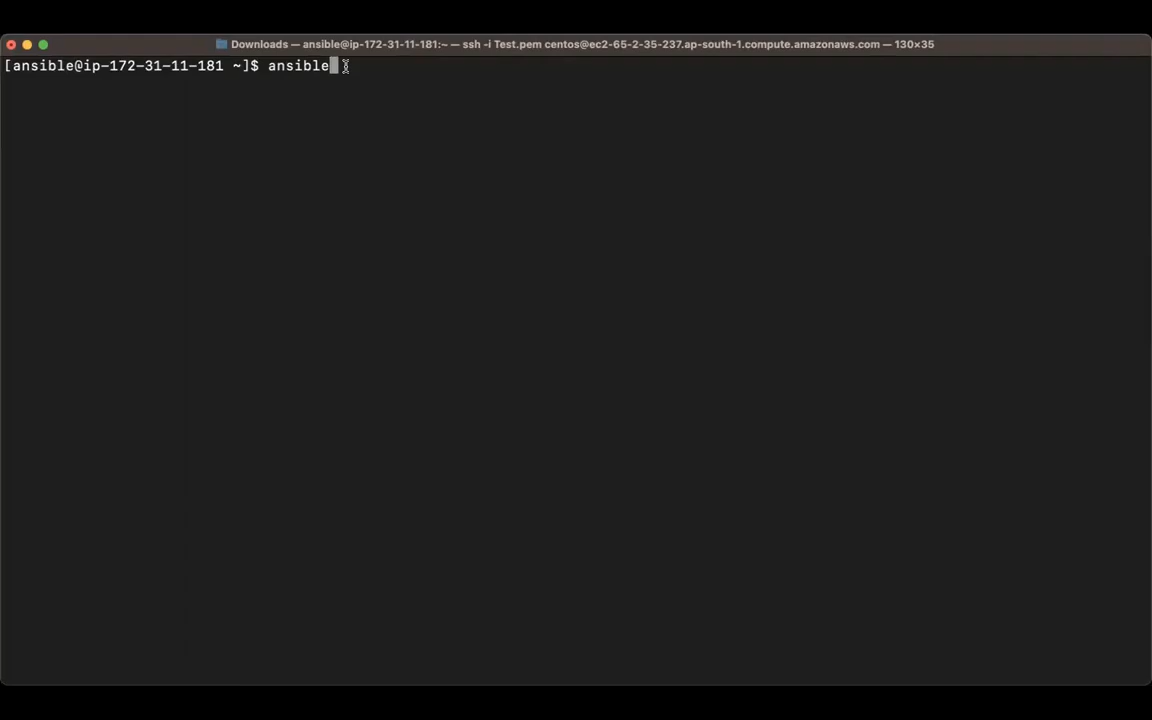 Downloads — ansible@ip-172-31-11-181:~ — ssh -i Test.pem centos@ec2-65-2-35-237.ap-south-1.compute.amazonaws.com — 130×35
[ansible@ip-172-31-11-181 ~]$ ansible